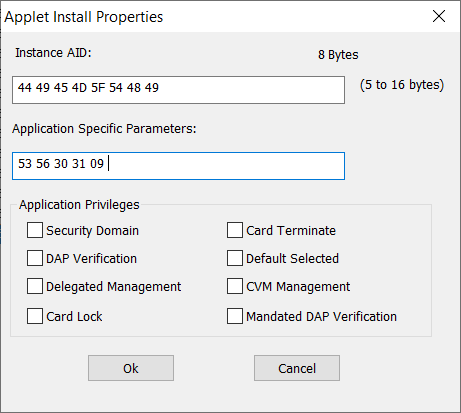 Applet Install Properties
Instance AID:
8 Bytes
44 49 45 4D 5F 54 48 49
(5 to 16 bytes)
Application Specific Parameters:
53 56 30 31 09
Application Privileges
Security Domain
Card Terminate
DAP Verification
Default Selected
Delegated Management
CVM Management
Card Lock
Mandated DAP Verification
Ok
Cancel